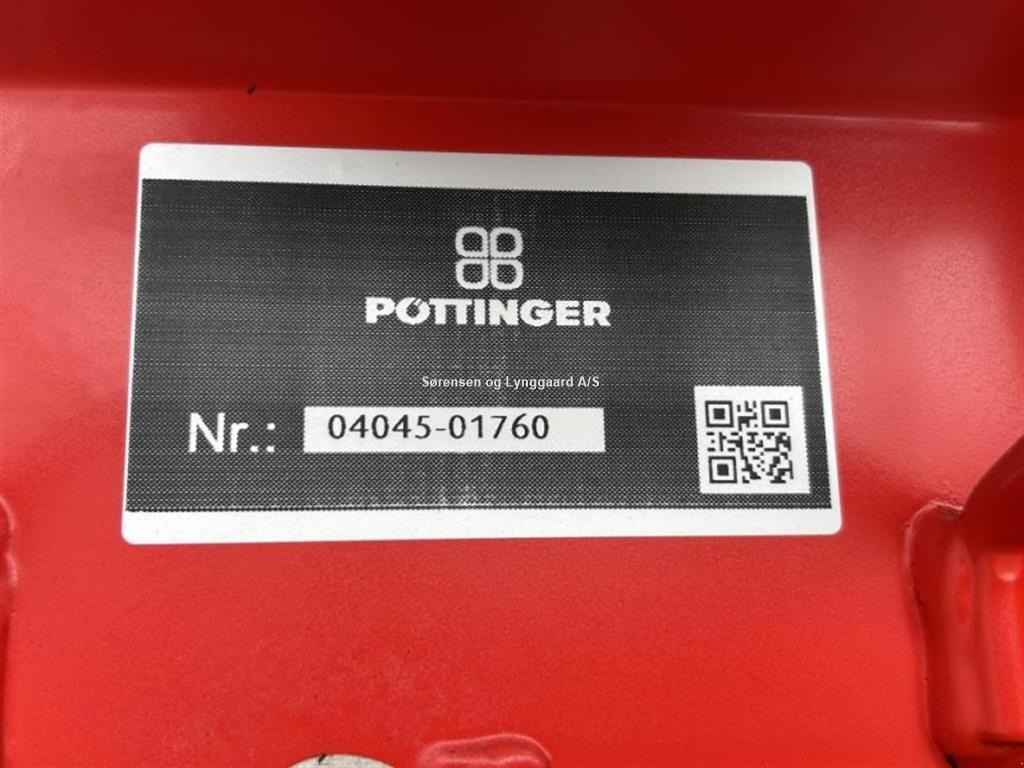 PÖTTINGER
Sørensen og Lynggaard A/S
Nr.: 04045-01760